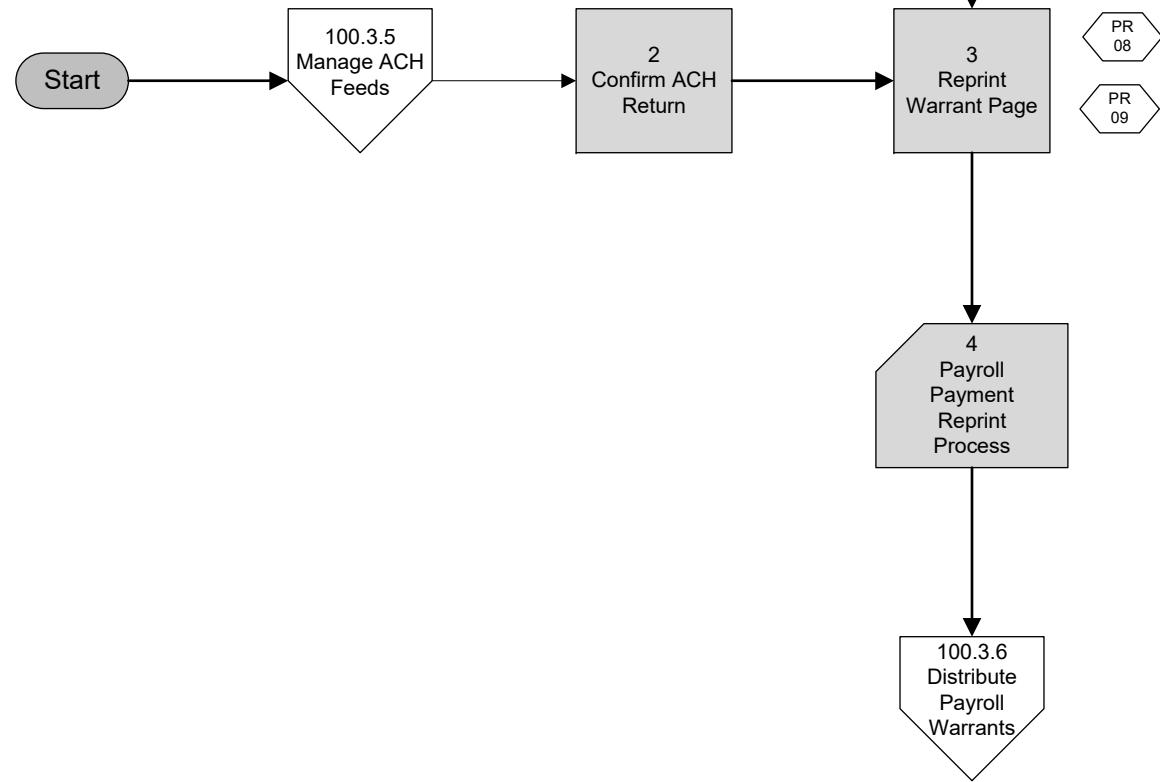 Start
100.3.5
Manage ACH
Feeds
2
Confirm ACH
Return
3
Reprint
Warrant Page
PR
08
PR
09
4
Payroll
Payment
Reprint
Process
100.3.6
Distribute
Payroll
Warrants